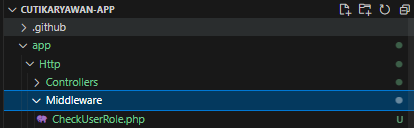 CUTIKARYAWAN-APP
.github
app
Http
Controllers
Middleware
CheckUserRole.php U